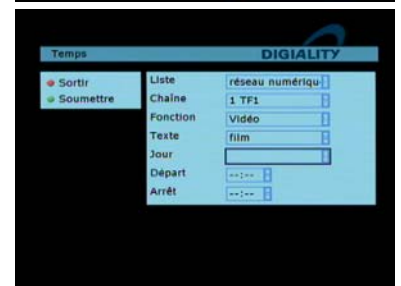 Temps
DIGIALITY
Sortir
Soumettre
Liste réseau numériqu
Chaîne 1 TF1
Fonction Vidéo
Texte film
Jour
Départ --:--
Arrêt --:--